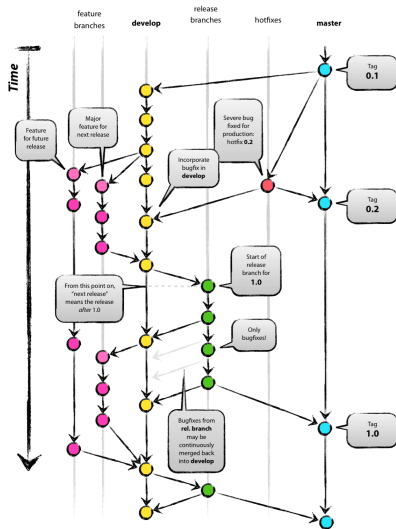 feature
branches
develop
release
branches
hotfixes
master
Time
Tag
0.1
Feature
for future
release
Major
feature for
next release
Severe bug
fixed for
production:
hotfix 0.2
Incorporate
bugfix in
develop
Tag
0.2
Start of
release
branch for
1.0
From this point on,
“next release”
means the release
after 1.0
Only
bugfixes!
Bugfixes from
rel. branch
may be
continuously
merged back
into develop
Tag
1.0